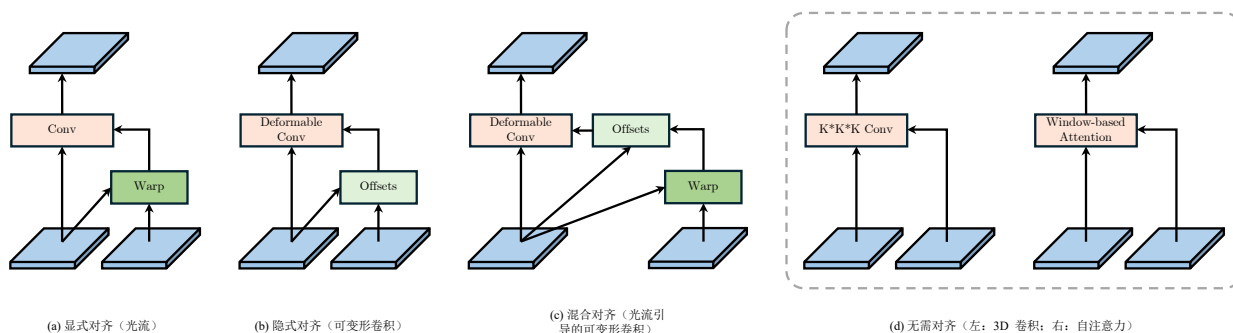 Conv
Warp
(a) 显式对齐（光流）
Deformable
Conv
Offsets
(b) 隐式对齐（可变形卷积）
Deformable
Conv
Offsets
Warp
(c) 混合对齐（光流引
导的可变形卷积）
K*K*K Conv
Window-based
Attention
(d) 无需对齐（左：3D 卷积；右：自注意力）